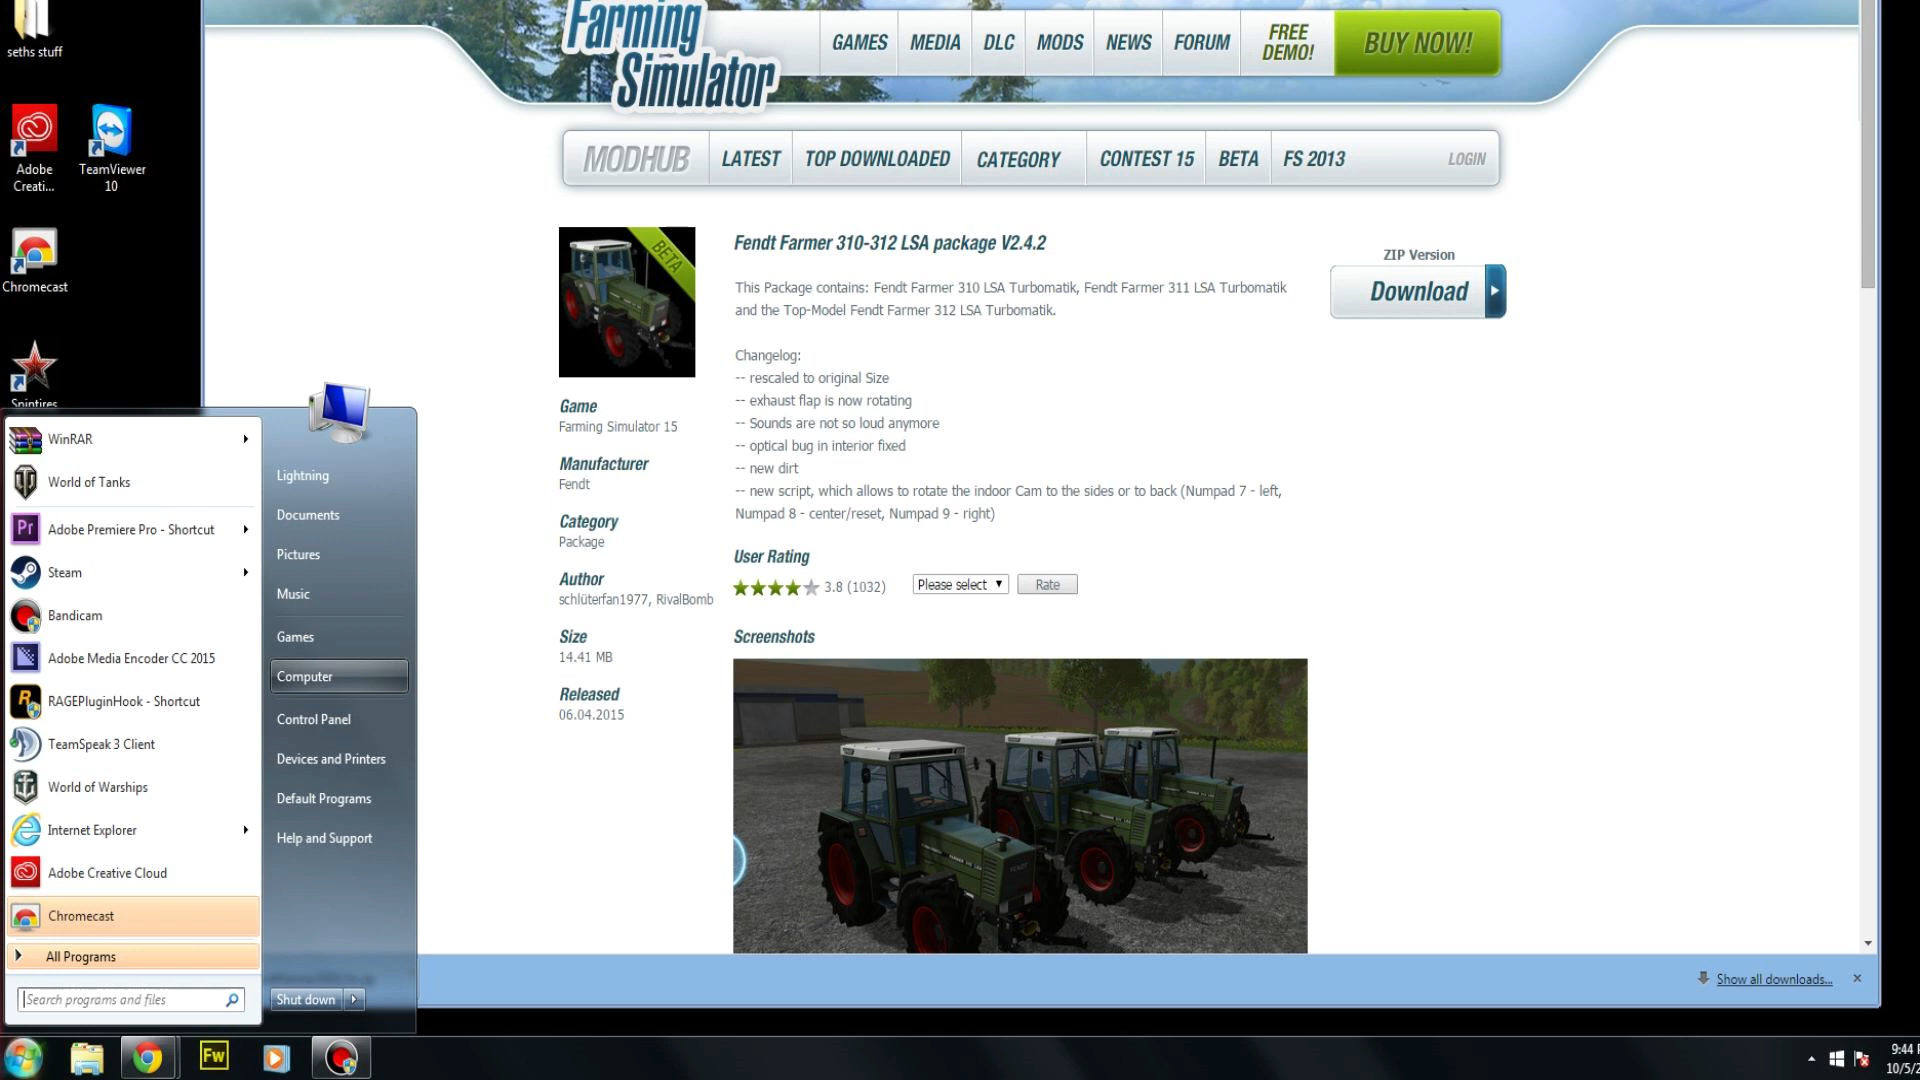 seths stuff
Adobe
Creati...
TeamViewer
10
Chromecast
Spintires
Farming
Simulator
GAMES
MEDIA
DLC
MODS
NEWS
FORUM
FREE
DEMO!
BUY NOW!
MODHUB
LATEST
TOP DOWNLOADED
CATEGORY
CONTEST 15
BETA
FS 2013
LOGIN
BETA
Fendt Farmer 310-312 LSA package V2.4.2
This Package contains: Fendt Farmer 310 LSA Turbomatik, Fendt Farmer 311 LSA Turbomatik
and the Top-Model Fendt Farmer 312 LSA Turbomatik.
Changelog:
-- rescaled to original Size
-- exhaust flap is now rotating
-- Sounds are not so loud anymore
-- optical bug in interior fixed
-- new dirt
-- new script, which allows to rotate the indoor Cam to the sides or to back (Numpad 7 - left,
Numpad 8 - center/reset, Numpad 9 - right)
ZIP Version
Download
Game
Farming Simulator 15
Manufacturer
Fendt
Category
Package
Author
schlüterfan1977, RivalBomb
Size
14.41 MB
Released
06.04.2015
User Rating
3.8 (1032)
Please select
Rate
Screenshots
WinRAR
World of Tanks
Adobe Premiere Pro - Shortcut
Steam
Bandicam
Adobe Media Encoder CC 2015
RAGEPluginHook - Shortcut
TeamSpeak 3 Client
World of Warships
Internet Explorer
Adobe Creative Cloud
Chromecast
All Programs
Search programs and files
Lightning
Documents
Pictures
Music
Games
Computer
Control Panel
Devices and Printers
Default Programs
Help and Support
Shut down
Show all downloads...
Pr
Fw
9:44 P
10/5/2